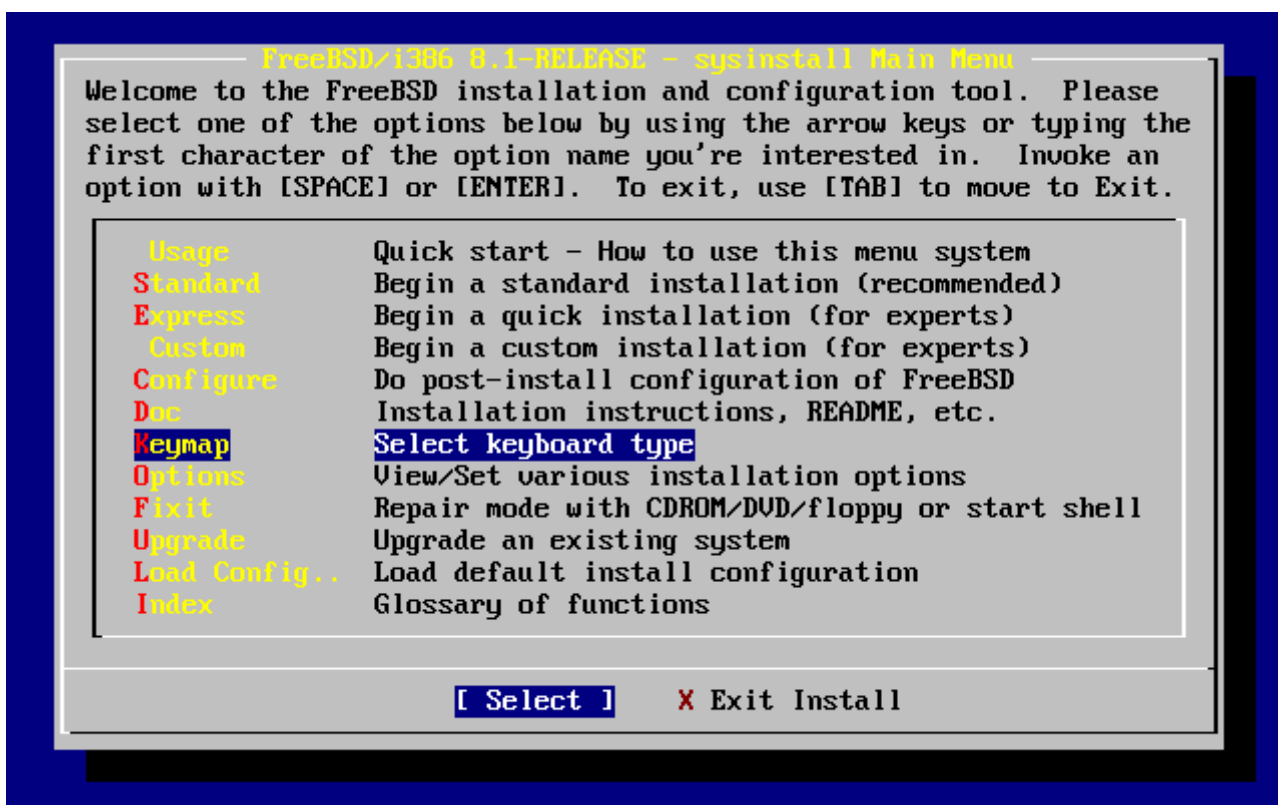 FreeBSD/i386 8.1-RELEASE - sysinstall Main Menu
Welcome to the FreeBSD installation and configuration tool.  Please
select one of the options below by using the arrow keys or typing the
first character of the option name you're interested in.  Invoke an
option with [SPACE] or [ENTER].  To exit, use [TAB] to move to Exit.
Usage Quick start - How to use this menu system
Standard Begin a standard installation (recommended)
Express Begin a quick installation (for experts)
Custom Begin a custom installation (for experts)
Configure Do post-install configuration of FreeBSD
Doc Installation instructions, README, etc.
Keymap Select keyboard type
Options View/Set various installation options
Fixit Repair mode with CDROM/DVD/floppy or start shell
Upgrade Upgrade an existing system
Load Config.. Load default install configuration
Index Glossary of functions
[ Select ] X Exit Install